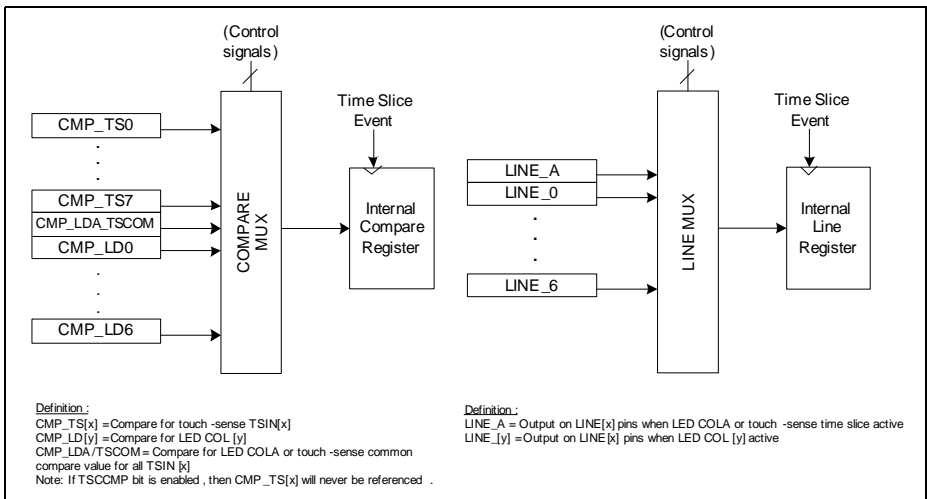 (Control
signals)
Time Slice
Event
CMP_TS0
.
.
.
CMP_TS7
CMP_LDA_TSCOM
CMP_LD0
.
.
.
CMP_LD6
COMPARE
MUX
Internal
Compare
Register
(Control
signals)
Time Slice
Event
LINE_A
LINE_0
.
.
.
LINE_6
LINE MUX
Internal
Line
Register
Definition :
CMP_TS[x] =Compare for touch -sense TSIN[x]
CMP_LD[y] =Compare for LED COL [y]
CMP_LDA /TSCOM = Compare for LED COLA or touch -sense common
compare value for all TSIN [x]
Note: If TSCCMP bit is enabled , then CMP_TS[x] will never be referenced .
Definition :
LINE_A = Output on LINE[x] pins when LED COLA or touch -sense time slice active
LINE_[y] =Output on LINE[x] pins when LED COL [y] active